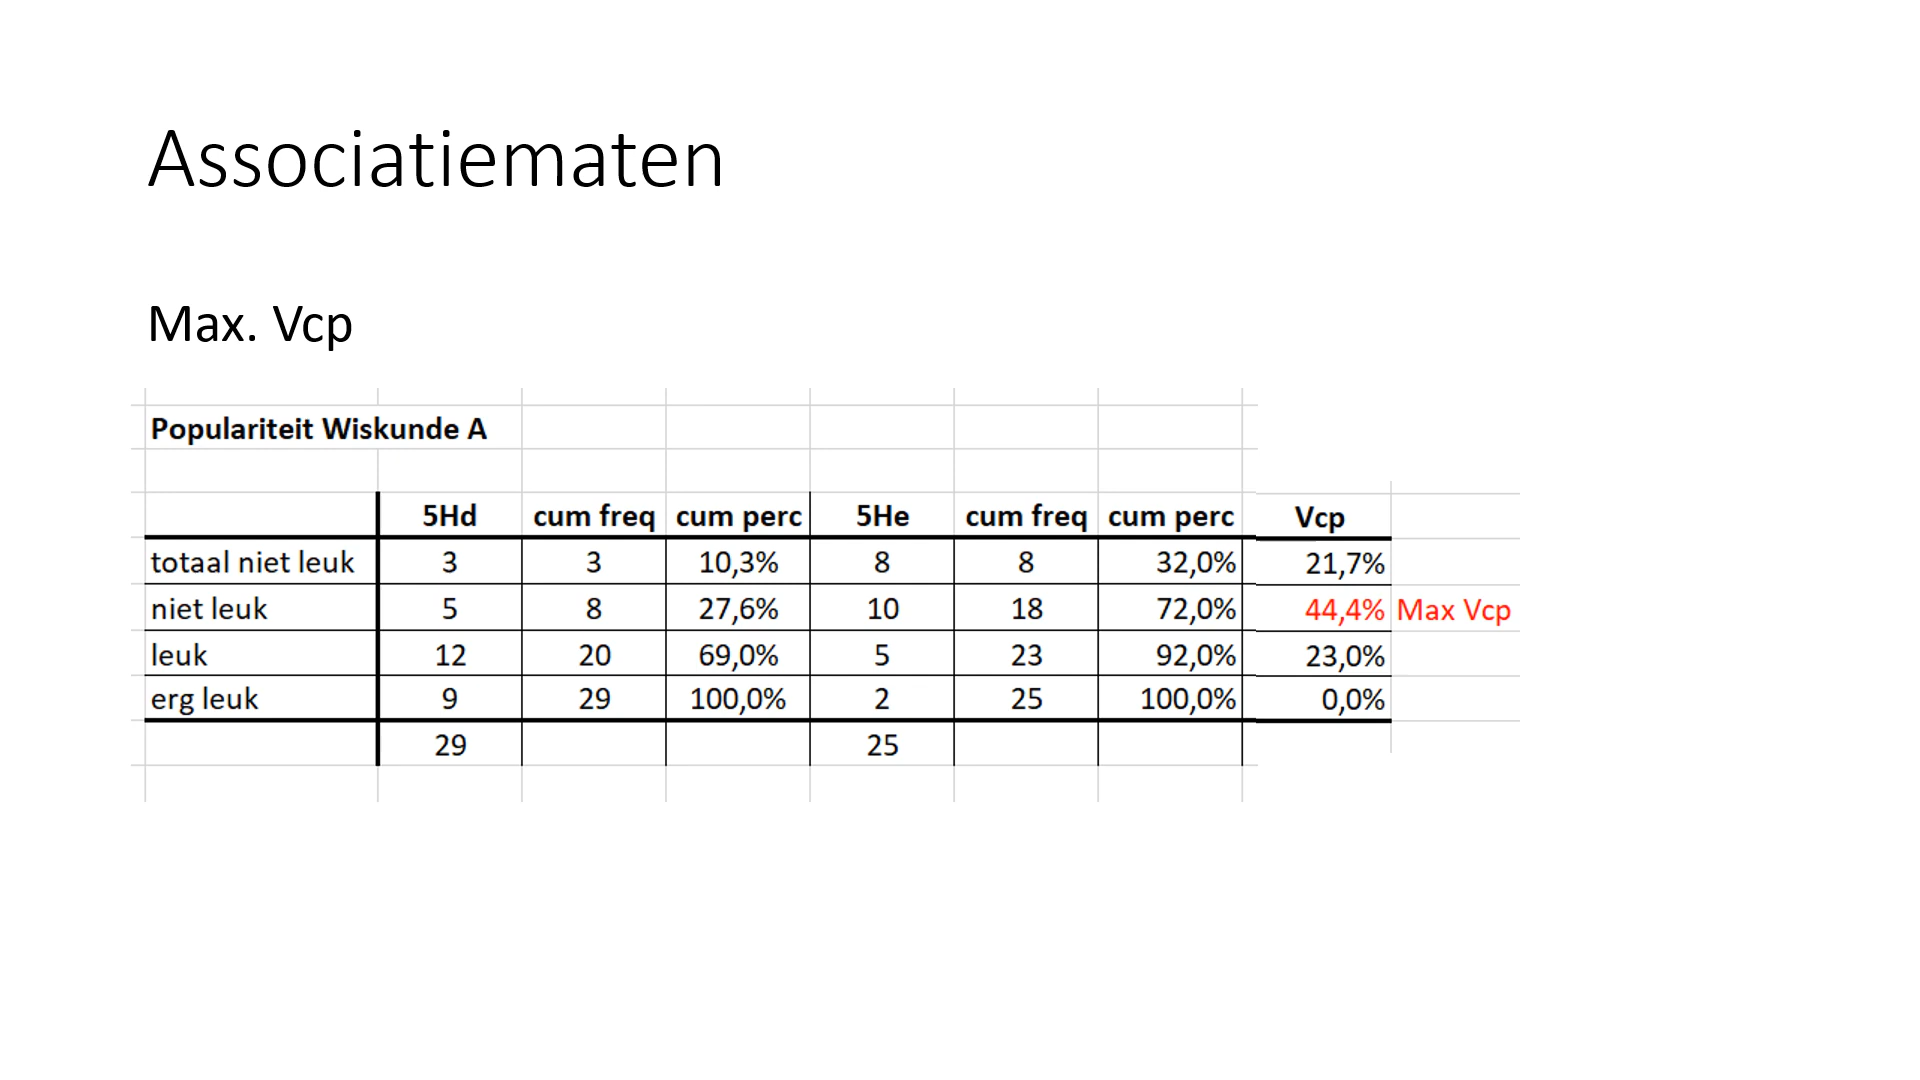 Associatiematen
Max. Vcp
Populariteit Wiskunde A
5Hd cum freq cum perc 5He cum freq cum perc Vcp
totaal niet leuk 3 3 10,3% 8 8 32,0% 21,7%
niet leuk 5 8 27,6% 10 18 72,0% 44,4% Max Vcp
leuk 12 20 69,0% 5 23 92,0% 23,0%
erg leuk 9 29 100,0% 2 25 100,0% 0,0%
29 25